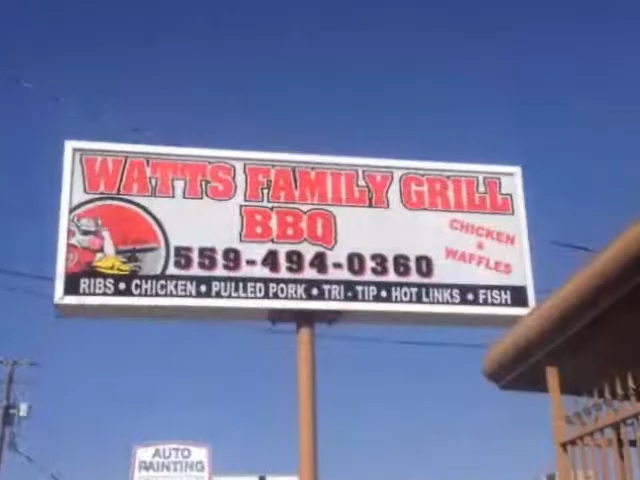 WATTS FAMILY GRILL
BBQ
CHICKEN
&
WAFFLES
559-494-0360
RIBS • CHICKEN • PULLED PORK • TRI-TIP • HOT LINKS • FISH
AUTO
PAINTING